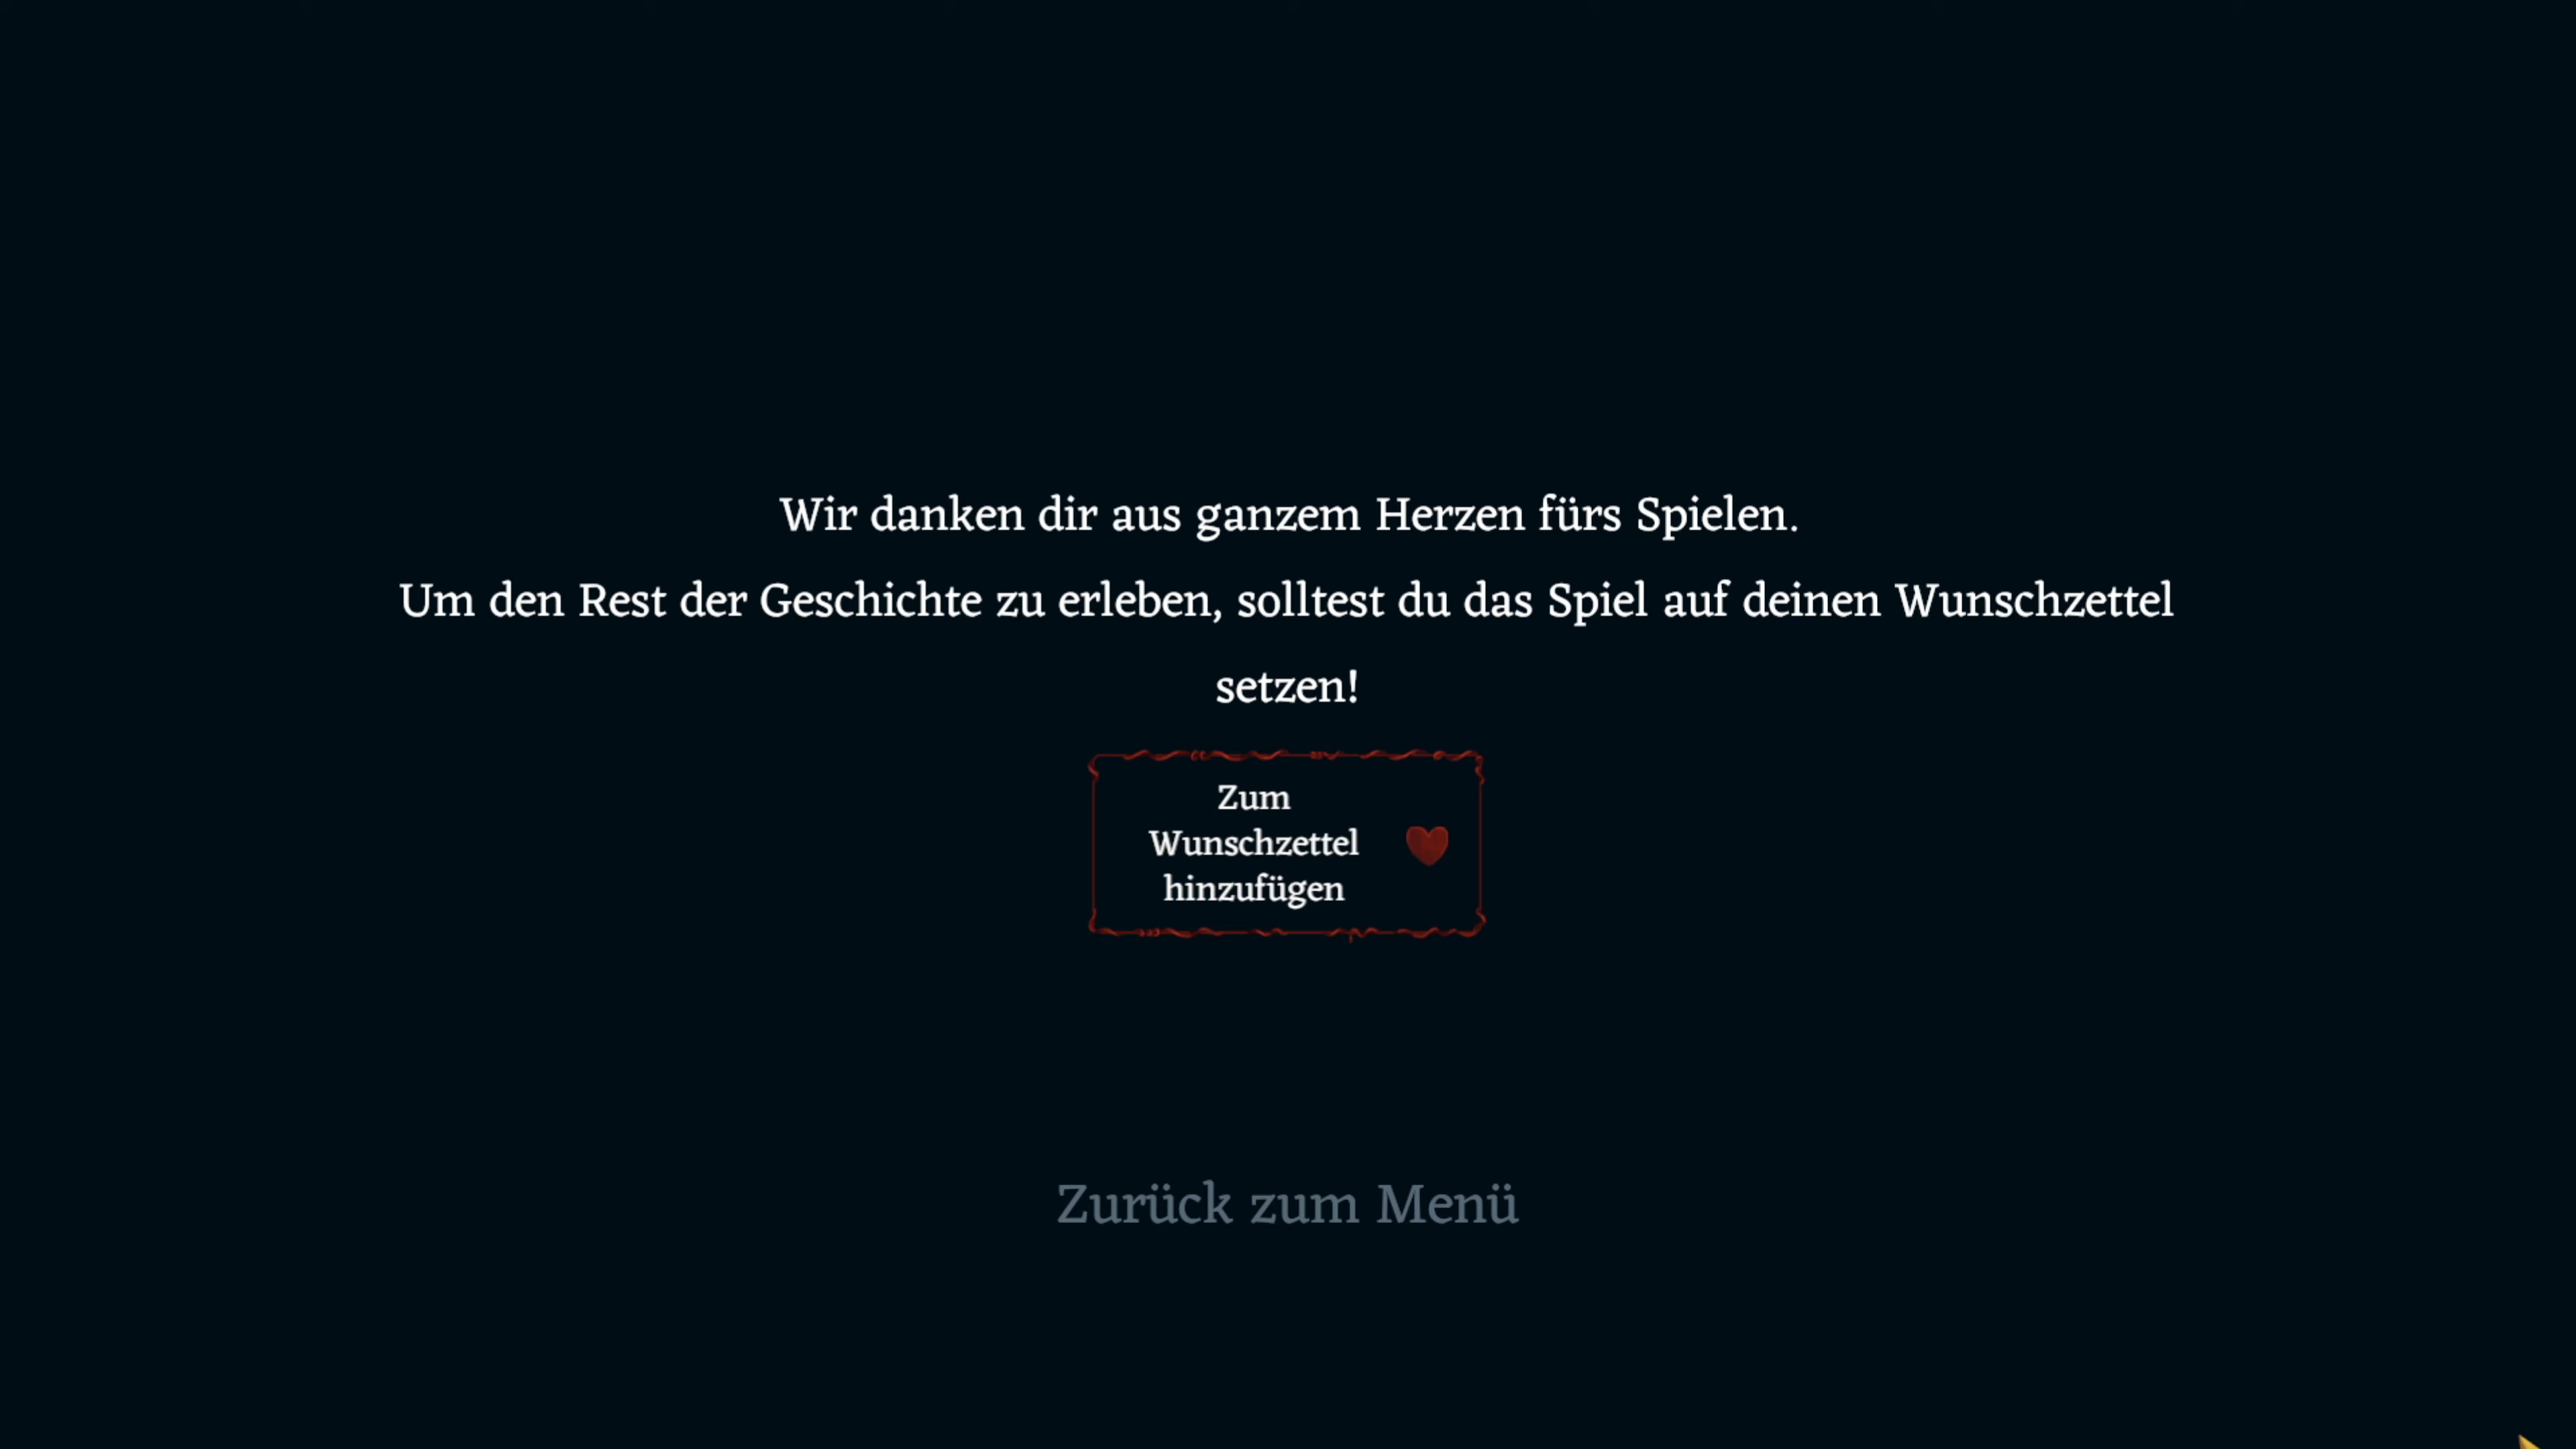 Wir danken dir aus ganzem Herzen fürs Spielen.
Um den Rest der Geschichte zu erleben, solltest du das Spiel auf deinen Wunschzettel
setzen!
Zum
Wunschzettel
hinzufügen
Zurück zum Menü